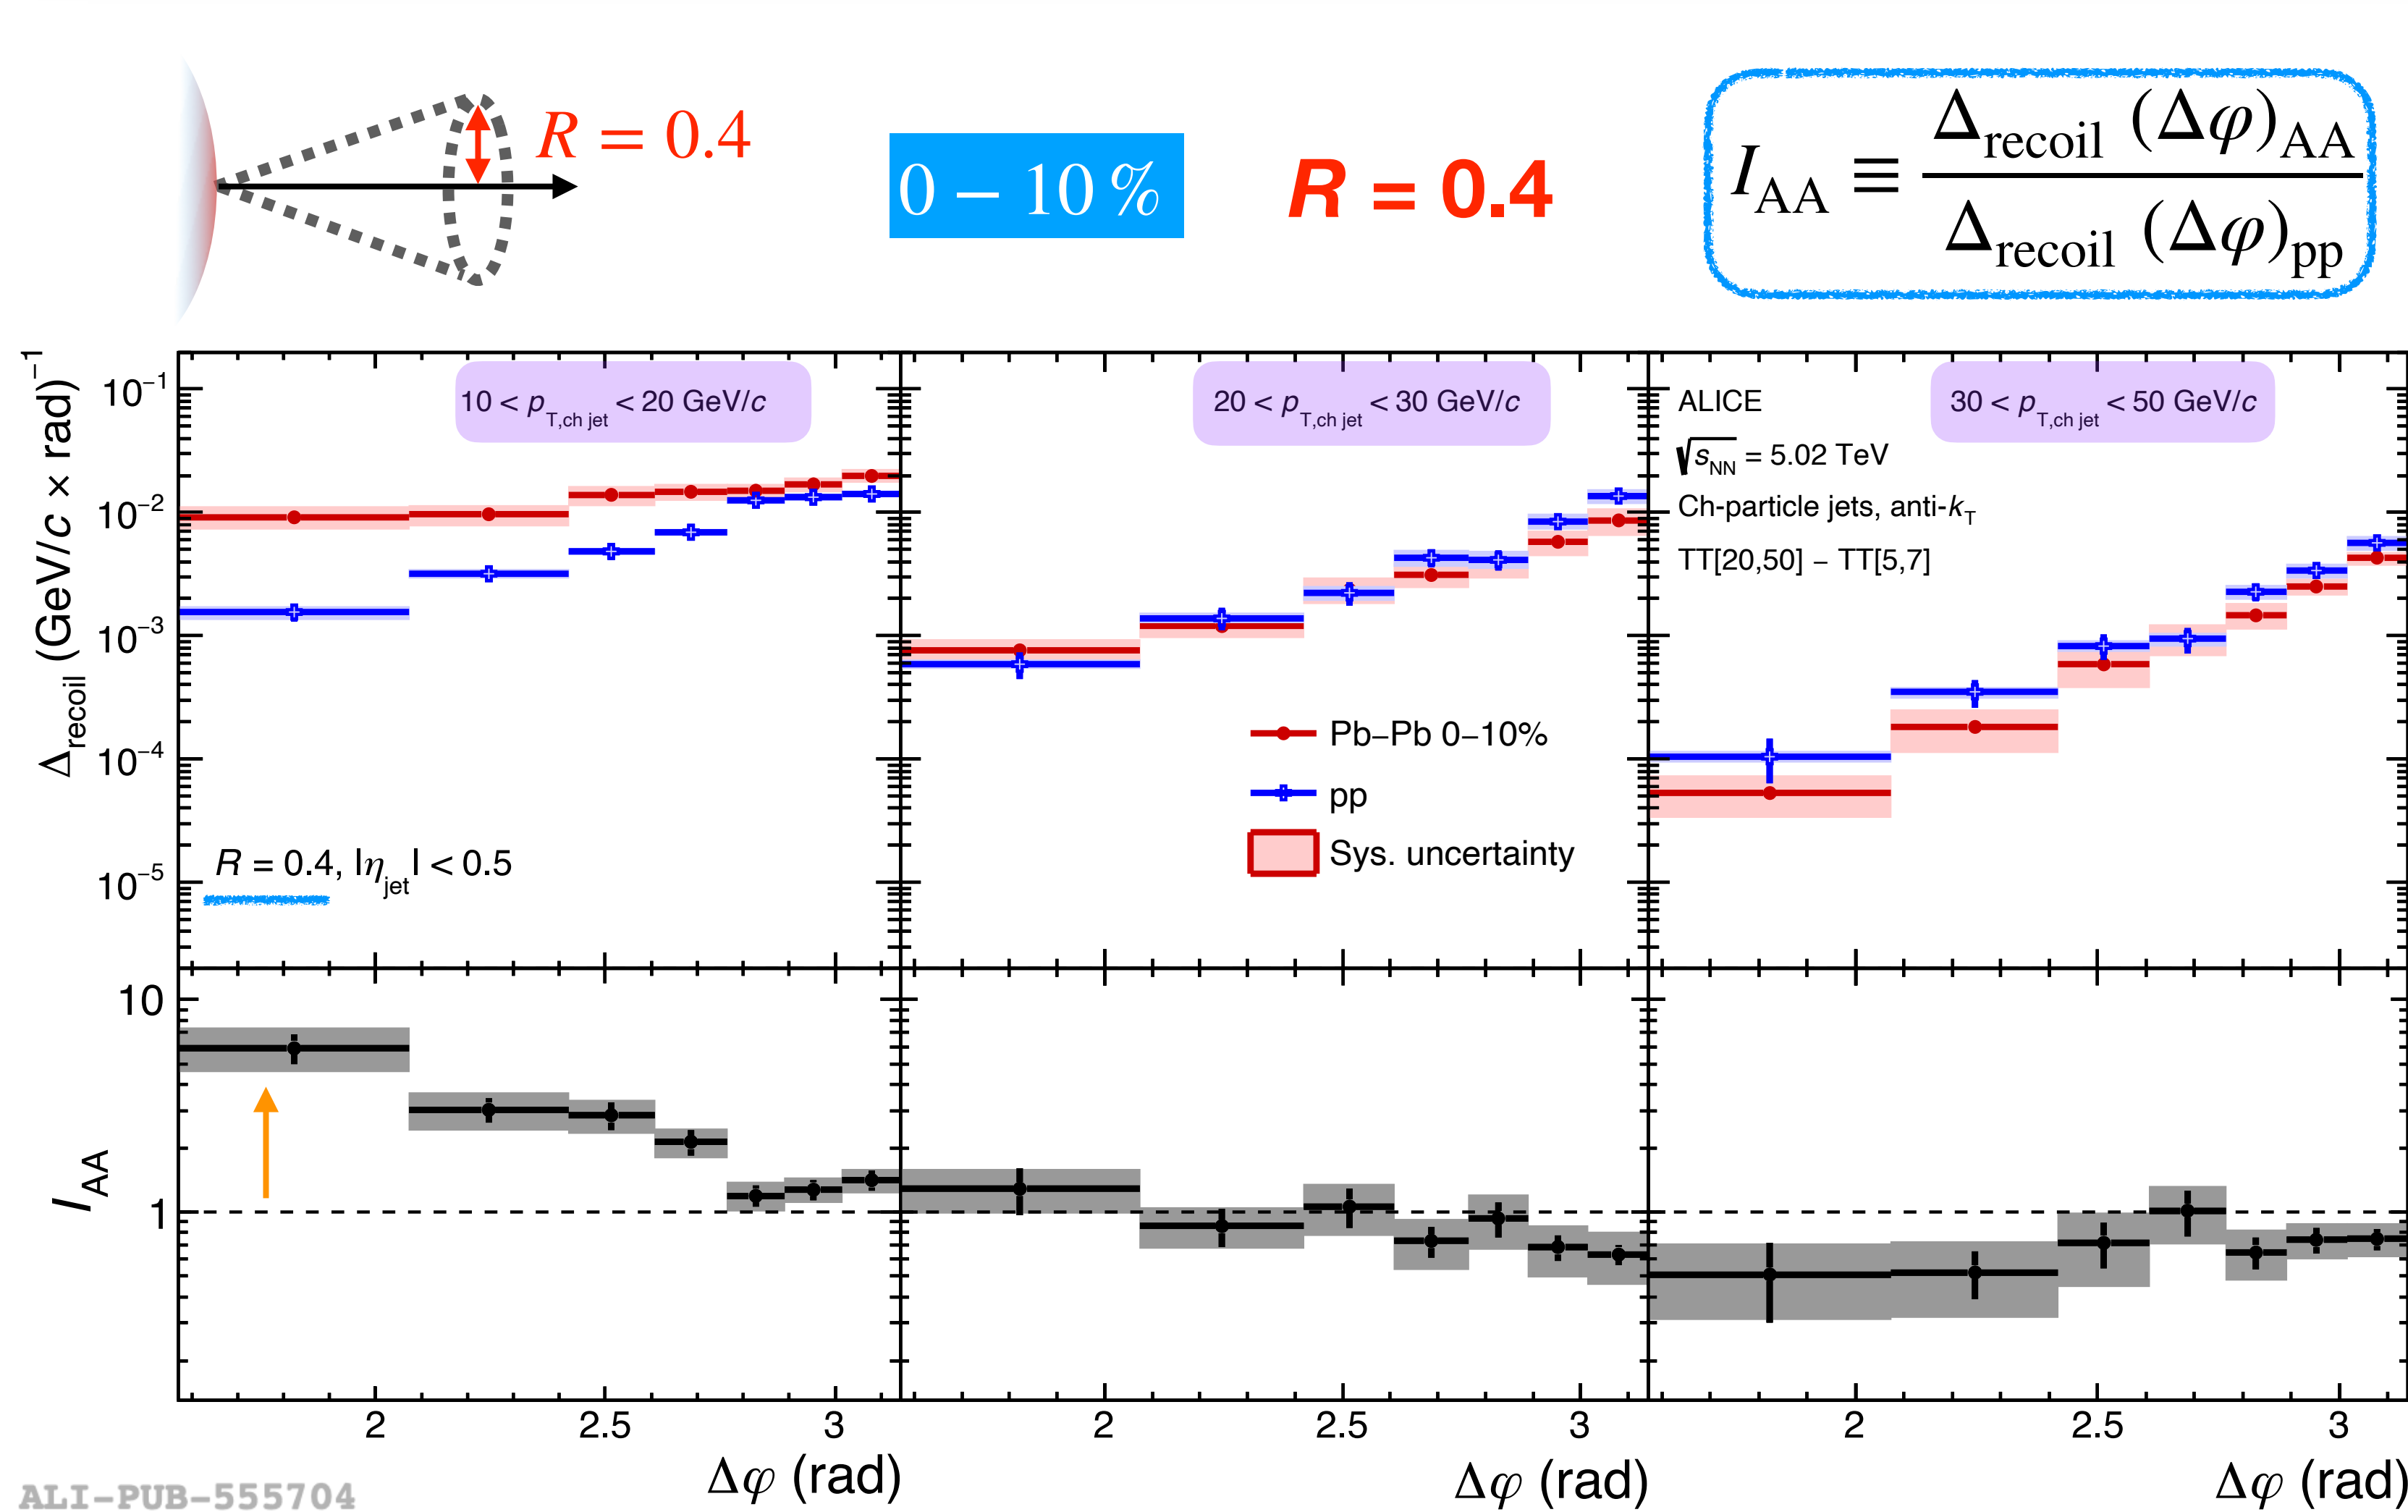 R = 0.4
0 – 10 %
R = 0.4
I_AA ≡ Δ_recoil (Δφ)_AA / Δ_recoil (Δφ)_pp
Δ_recoil (GeV/c × rad)⁻¹
10⁻¹
10⁻²
10⁻³
10⁻⁴
10⁻⁵
10 < p_T,ch jet < 20 GeV/c
R = 0.4, |η_jet| < 0.5
20 < p_T,ch jet < 30 GeV/c
Pb–Pb 0–10%
pp
Sys. uncertainty
30 < p_T,ch jet < 50 GeV/c
ALICE
√s_NN = 5.02 TeV
Ch-particle jets, anti-k_T
TT[20,50] – TT[5,7]
I_AA
10
1
2 2.5 3
2 2.5 3
2 2.5 3
Δφ (rad)
Δφ (rad)
Δφ (rad)
ALI-PUB-555704